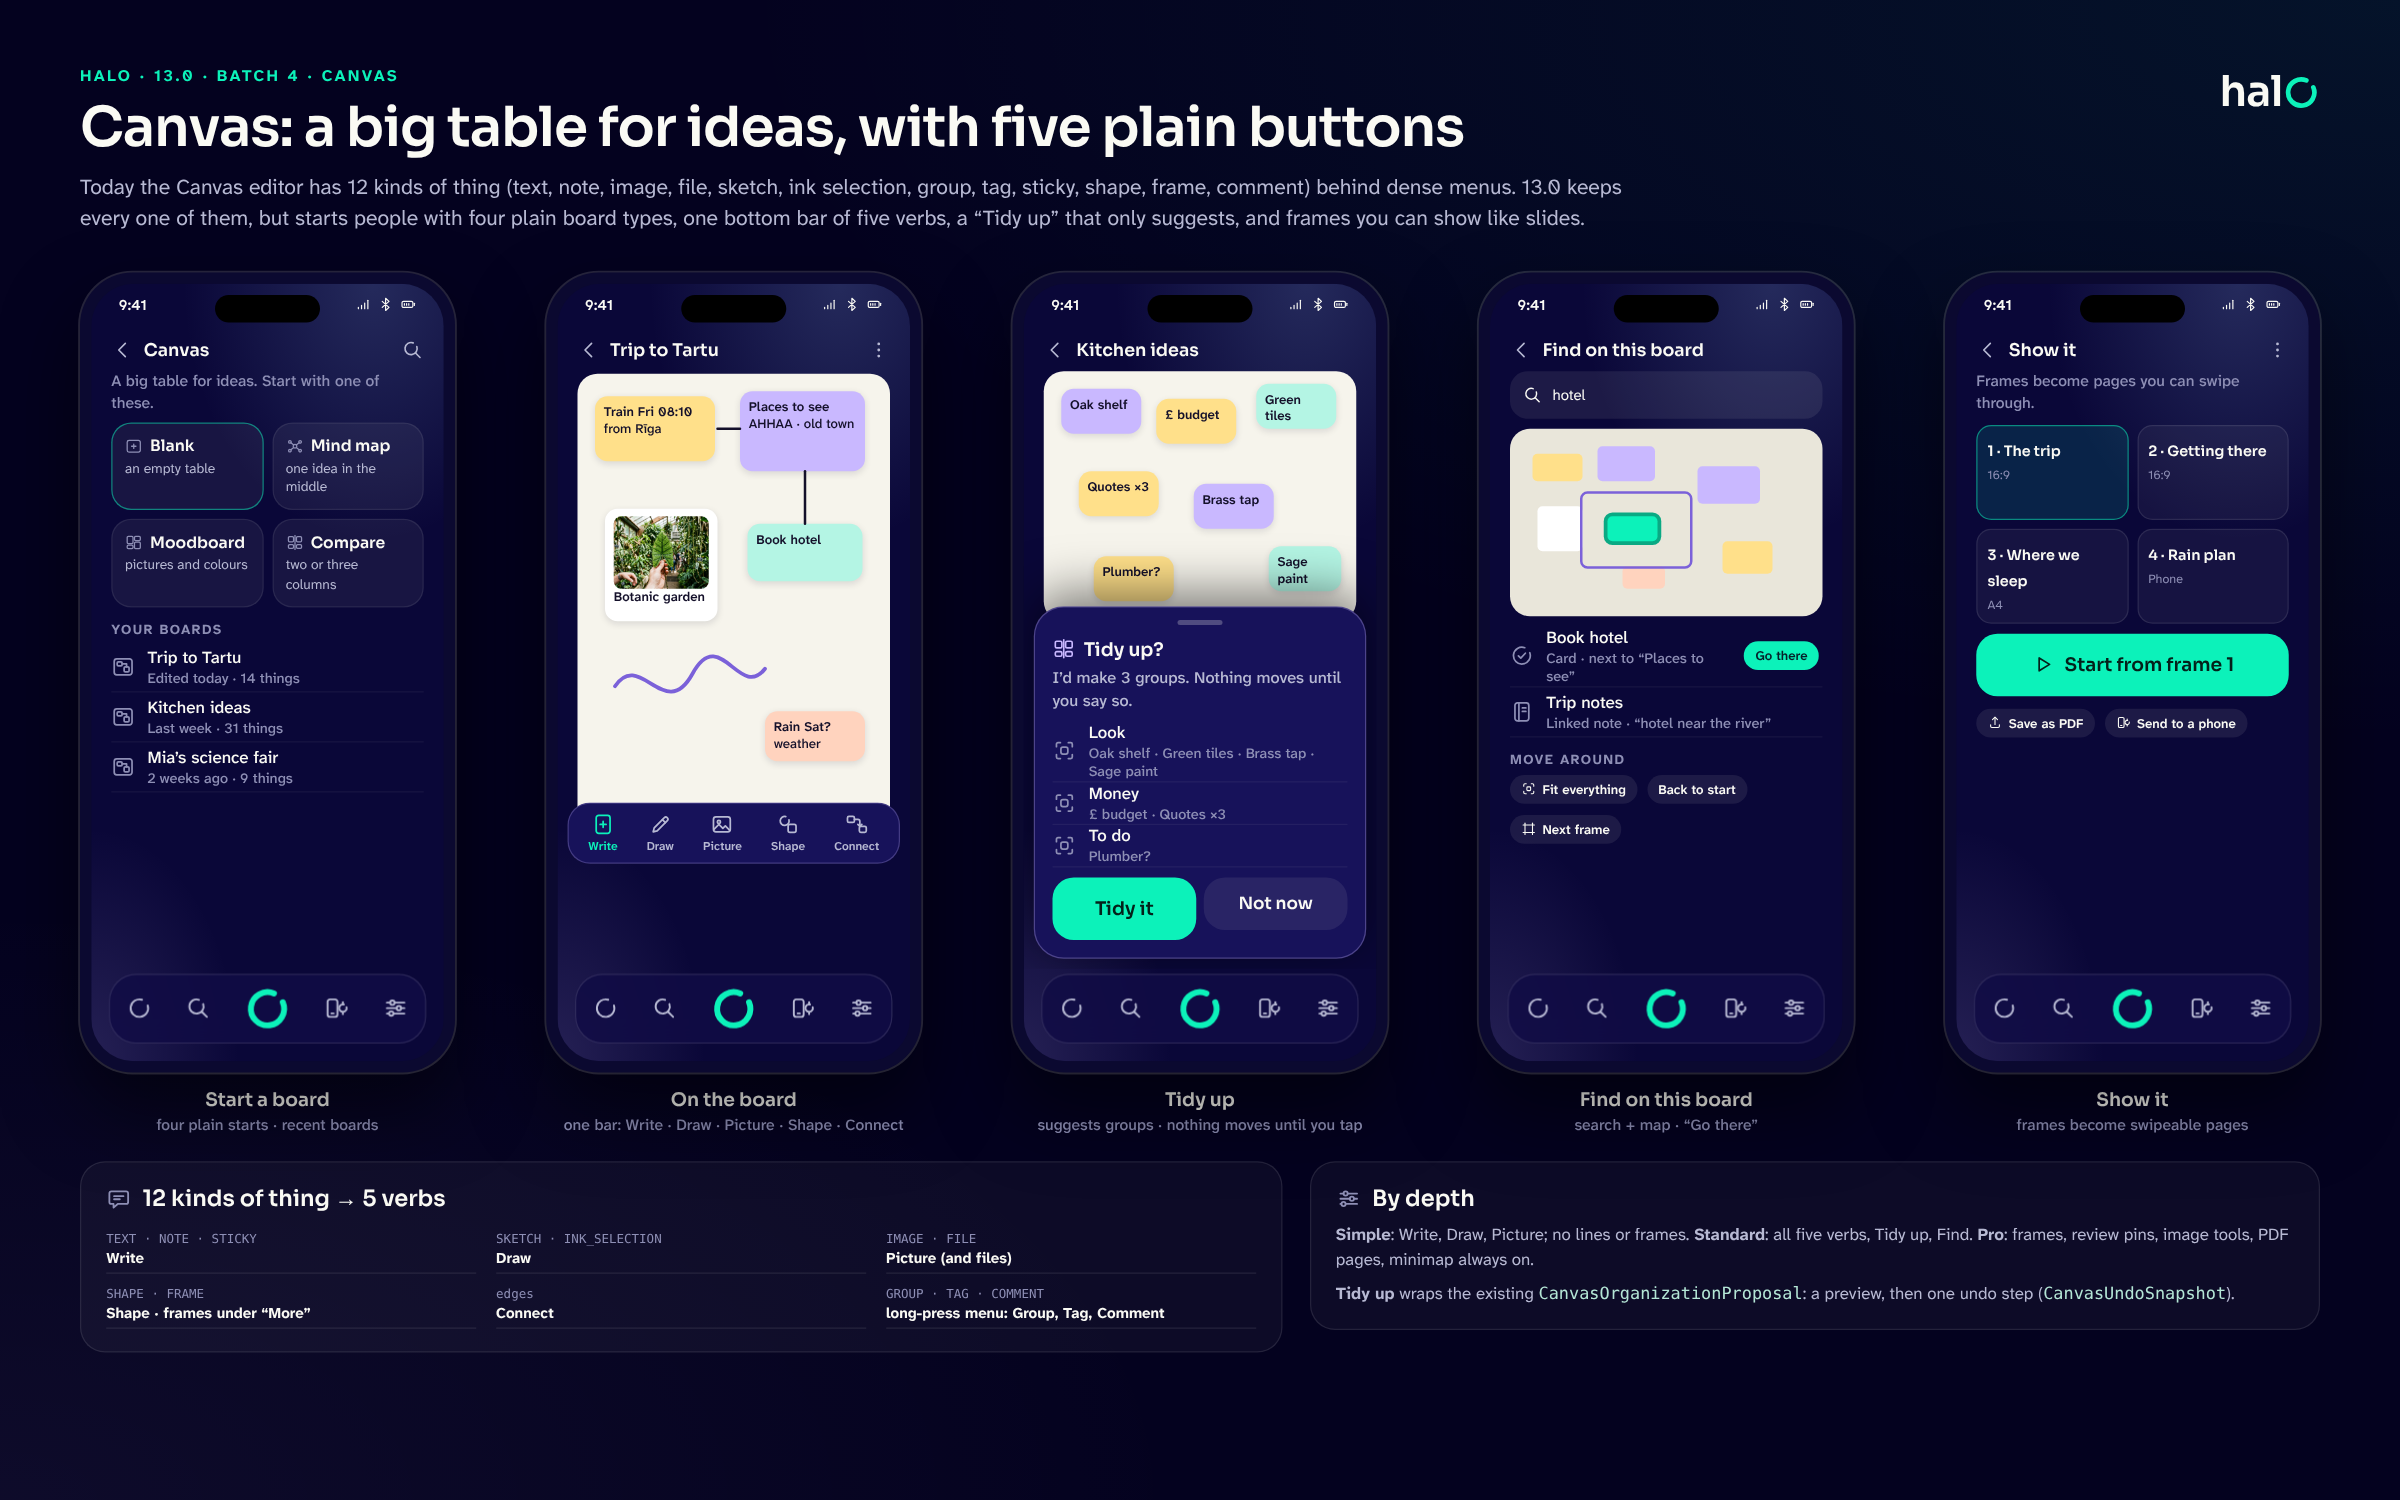 HALO · 13.0 · BATCH 4 · CANVAS
halo
Canvas: a big table for ideas, with five plain buttons
Today the Canvas editor has 12 kinds of thing (text, note, image, file, sketch, ink selection, group, tag, sticky, shape, frame, comment) behind dense menus. 13.0 keeps
every one of them, but starts people with four plain board types, one bottom bar of five verbs, a “Tidy up” that only suggests, and frames you can show like slides.
9:41
Canvas
A big table for ideas. Start with one of
these.
Blank
an empty table
Mind map
one idea in the
middle
Moodboard
pictures and colours
Compare
two or three
columns
YOUR BOARDS
Trip to Tartu
Edited today · 14 things
Kitchen ideas
Last week · 31 things
Mia’s science fair
2 weeks ago · 9 things
Start a board
four plain starts · recent boards
9:41
Trip to Tartu
Train Fri 08:10
from Rīga
Places to see
AHHAA · old town
Botanic garden
Book hotel
Rain Sat?
weather
Write
Draw
Picture
Shape
Connect
On the board
one bar: Write · Draw · Picture · Shape · Connect
9:41
Kitchen ideas
Oak shelf
£ budget
Green
tiles
Quotes ×3
Brass tap
Plumber?
Sage
paint
Tidy up?
I’d make 3 groups. Nothing moves until
you say so.
Look
Oak shelf · Green tiles · Brass tap ·
Sage paint
Money
£ budget · Quotes ×3
To do
Plumber?
Tidy it
Not now
Tidy up
suggests groups · nothing moves until you tap
9:41
Find on this board
hotel
Book hotel
Card · next to “Places to
see”
Go there
Trip notes
Linked note · “hotel near the river”
MOVE AROUND
Fit everything
Back to start
Next frame
Find on this board
search + map · “Go there”
9:41
Show it
Frames become pages you can swipe
through.
1 · The trip
16:9
2 · Getting there
16:9
3 · Where we
sleep
A4
4 · Rain plan
Phone
Start from frame 1
Save as PDF
Send to a phone
Show it
frames become swipeable pages
12 kinds of thing → 5 verbs
TEXT · NOTE · STICKY
Write
SKETCH · INK_SELECTION
Draw
IMAGE · FILE
Picture (and files)
SHAPE · FRAME
Shape · frames under “More”
edges
Connect
GROUP · TAG · COMMENT
long-press menu: Group, Tag, Comment
By depth
Simple: Write, Draw, Picture; no lines or frames. Standard: all five verbs, Tidy up, Find. Pro: frames, review pins, image tools, PDF
pages, minimap always on.
Tidy up wraps the existing CanvasOrganizationProposal: a preview, then one undo step (CanvasUndoSnapshot).